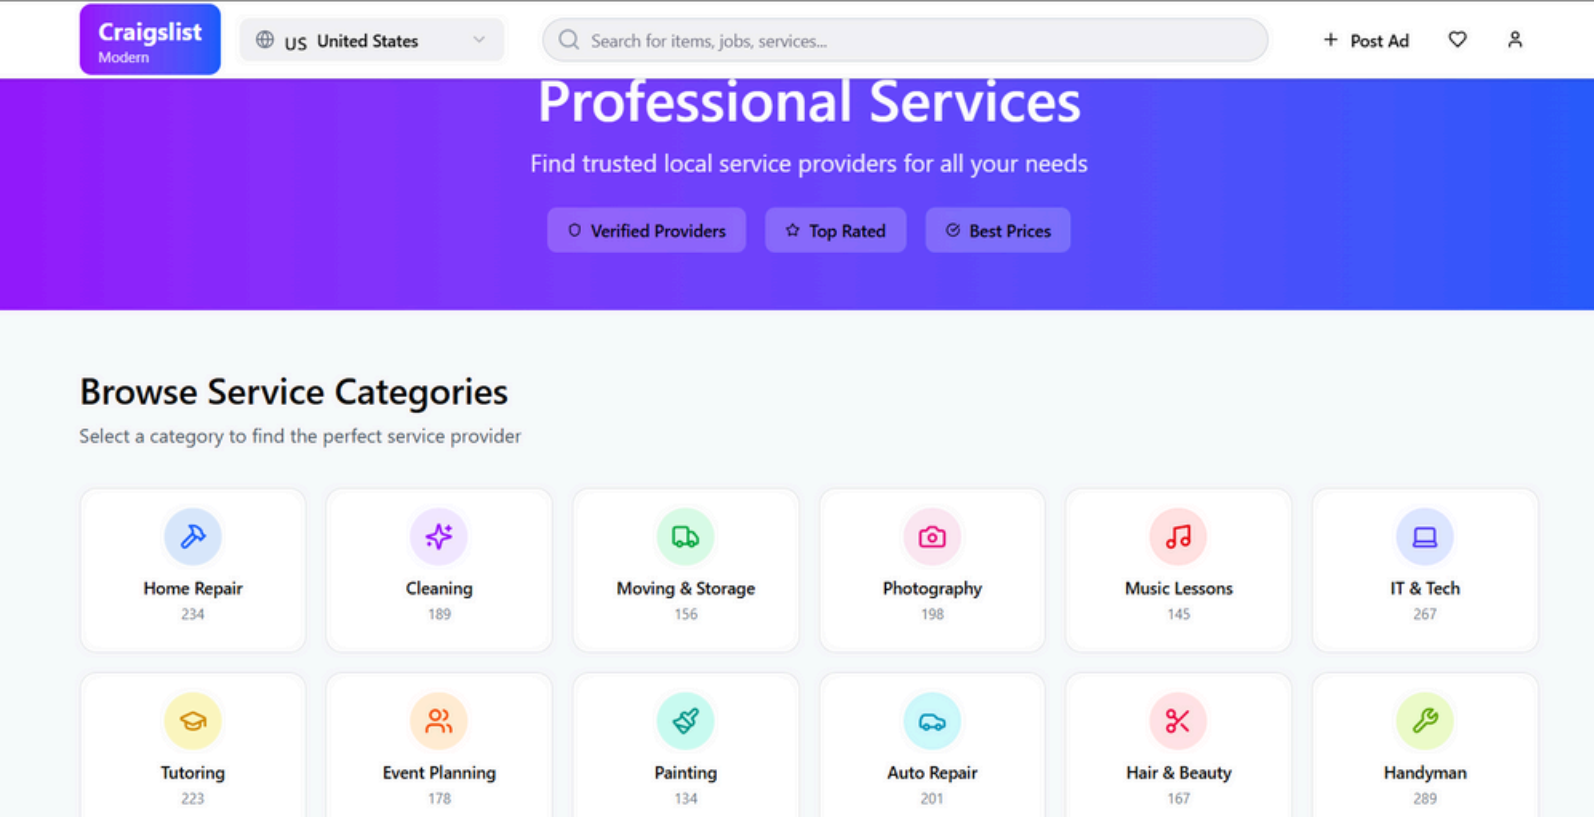 Craigslist
Modern
US United States
Search for items, jobs, services...
Post Ad
Professional Services
Find trusted local service providers for all your needs
Verified Providers
Top Rated
Best Prices
Browse Service Categories
Select a category to find the perfect service provider
Home Repair
234
Cleaning
189
Moving & Storage
156
Photography
198
Music Lessons
145
IT & Tech
267
Tutoring
223
Event Planning
178
Painting
134
Auto Repair
201
Hair & Beauty
167
Handyman
289